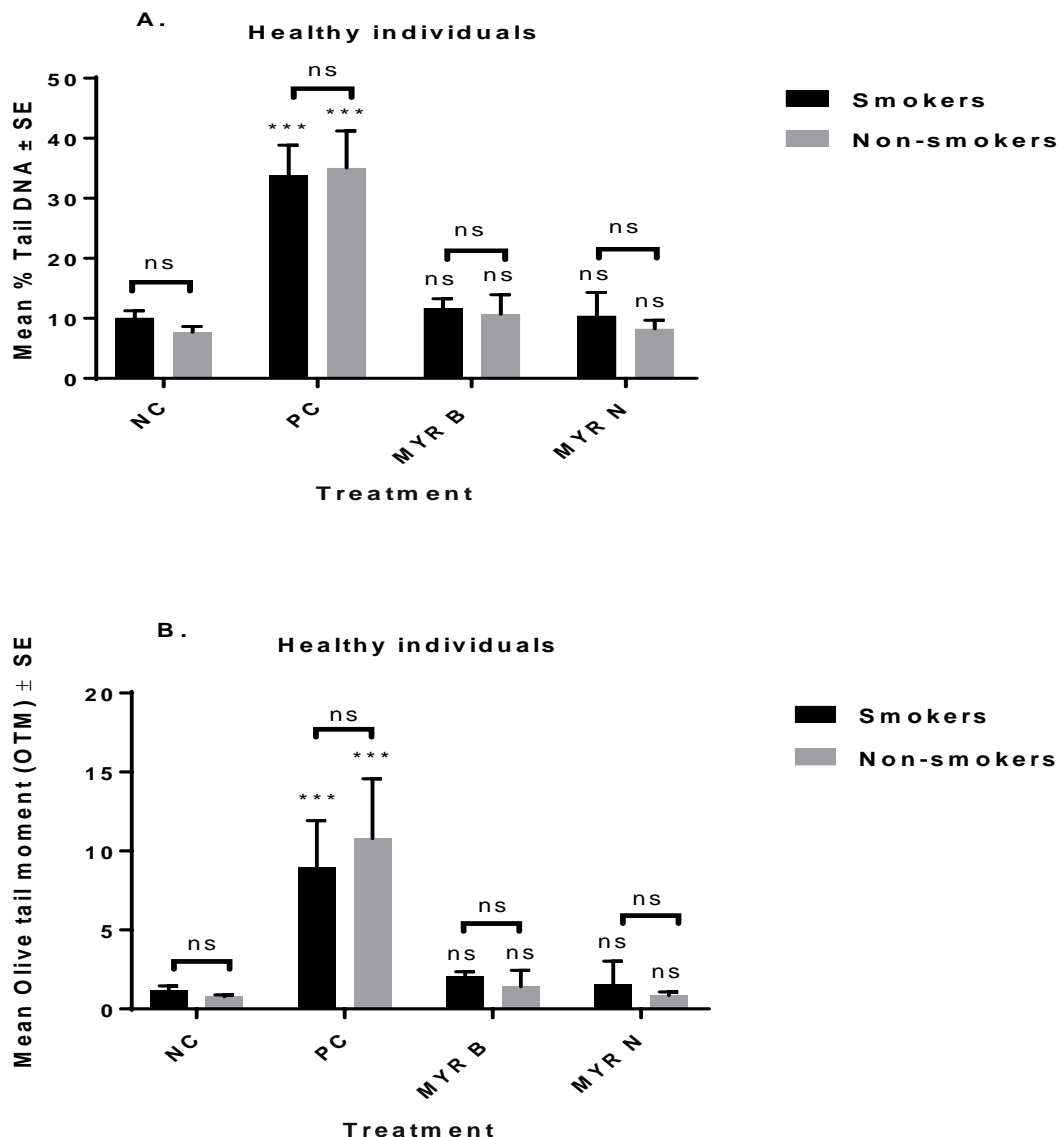 A.
Healthy individuals
Mean % Tail DNA ± SE
50
40
30
20
10
0
ns
ns
*** ***
ns
ns ns
ns
ns
ns
NC
PC
MYR B
MYR N
Treatment
Smokers
Non-smokers
B.
Healthy individuals
Mean Olive tail moment (OTM) ± SE
20
15
10
5
0
ns
ns
***
***
ns
ns ns
ns
ns
ns
NC
PC
MYR B
MYR N
Treatment
Smokers
Non-smokers